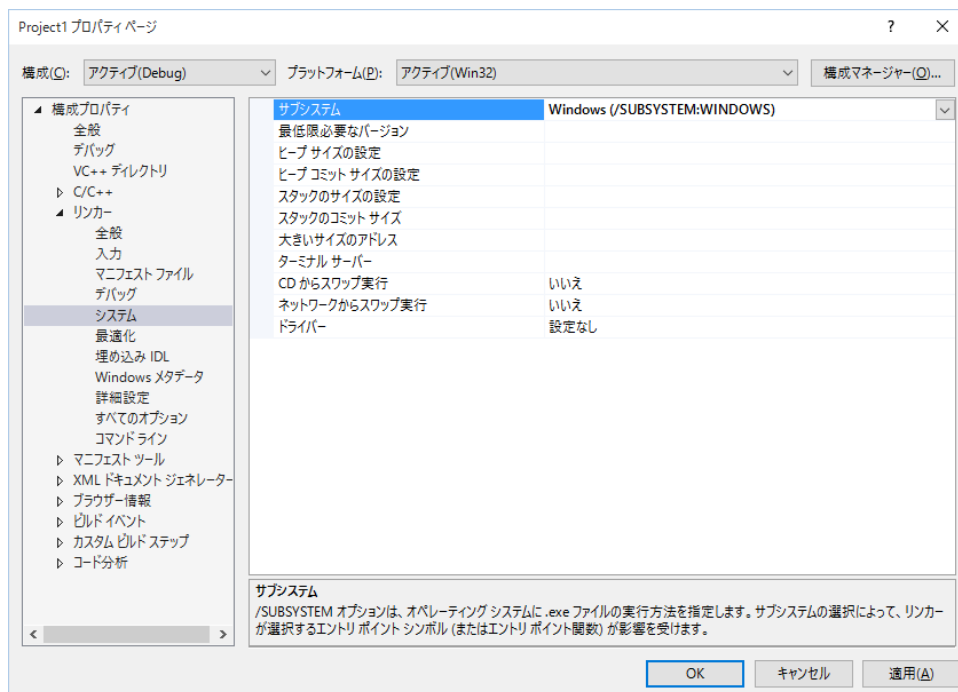 Project1 プロパティ ページ
?
構成(C): アクティブ(Debug) プラットフォーム(P): アクティブ(Win32) 構成マネージャー(O)...
構成プロパティ
全般
デバッグ
VC++ ディレクトリ
C/C++
リンカー
全般
入力
マニフェスト ファイル
デバッグ
システム
最適化
埋め込み IDL
Windows メタデータ
詳細設定
すべてのオプション
コマンド ライン
マニフェスト ツール
XML ドキュメント ジェネレーター
ブラウザー情報
ビルド イベント
カスタム ビルド ステップ
コード分析
サブシステム Windows (/SUBSYSTEM:WINDOWS)
最低限必要なバージョン
ヒープ サイズの設定
ヒープ コミット サイズの設定
スタックのサイズの設定
スタックのコミット サイズ
大きいサイズのアドレス
ターミナル サーバー
CD からスワップ実行 いいえ
ネットワークからスワップ実行 いいえ
ドライバー 設定なし
サブシステム
/SUBSYSTEM オプションは、オペレーティング システムに .exe ファイルの実行方法を指定します。サブシステムの選択によって、リンカー
が選択するエントリ ポイント シンボル (またはエントリ ポイント関数) が影響を受けます。
OK キャンセル 適用(A)